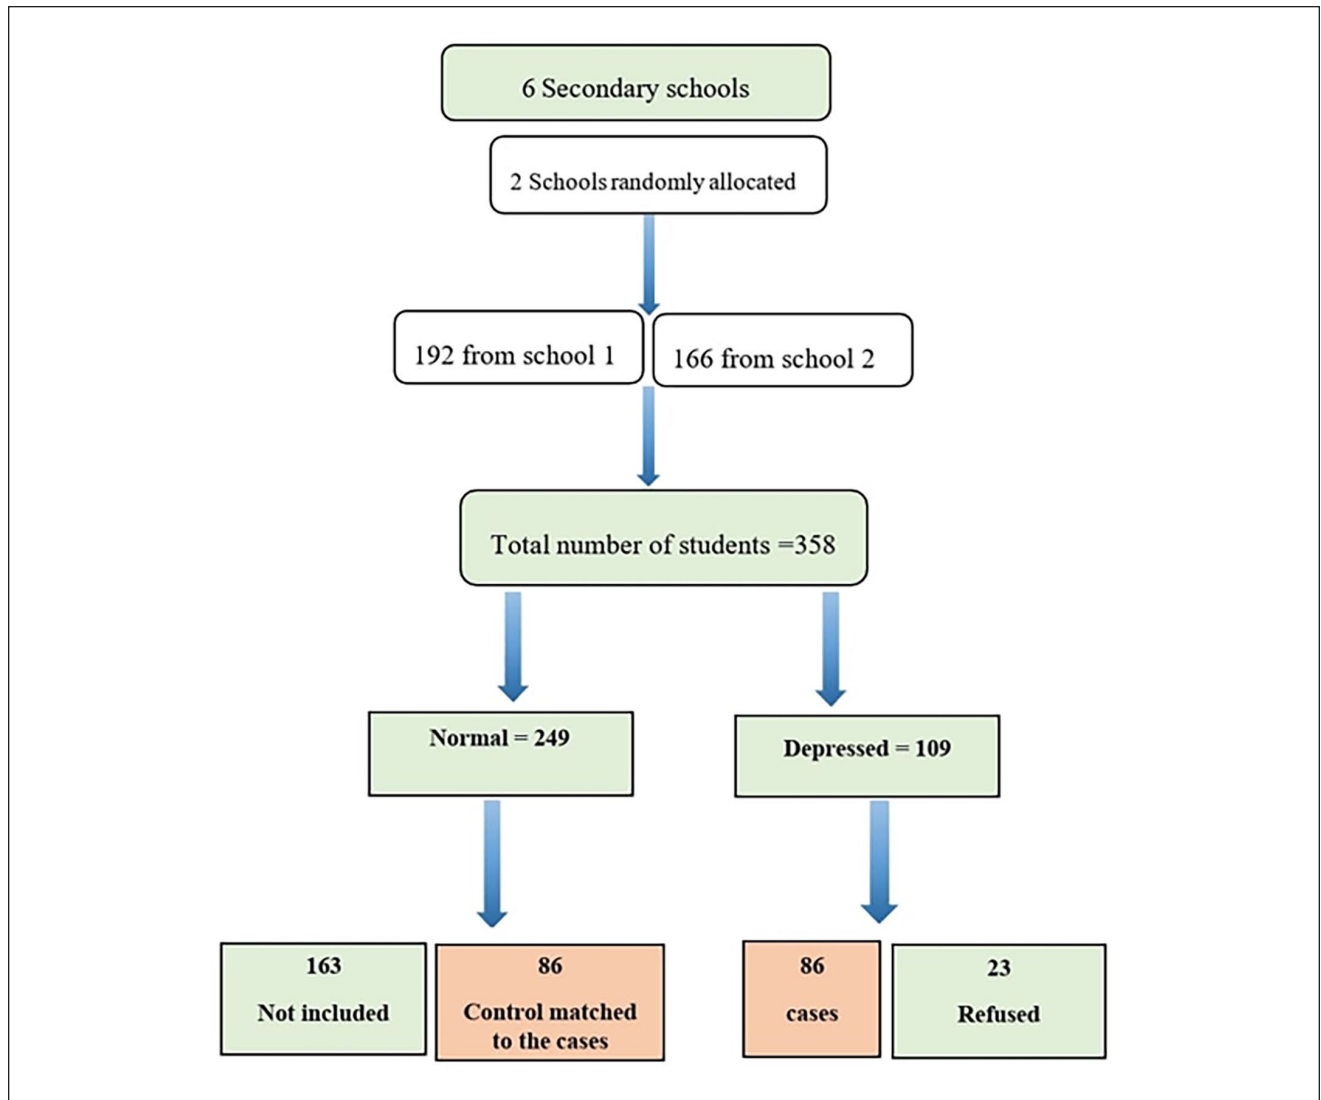 6 Secondary schools
2 Schools randomly allocated
192 from school 1
166 from school 2
Total number of students =358
Normal = 249
Depressed = 109
163
Not included
86
Control matched
to the cases
86
cases
23
Refused